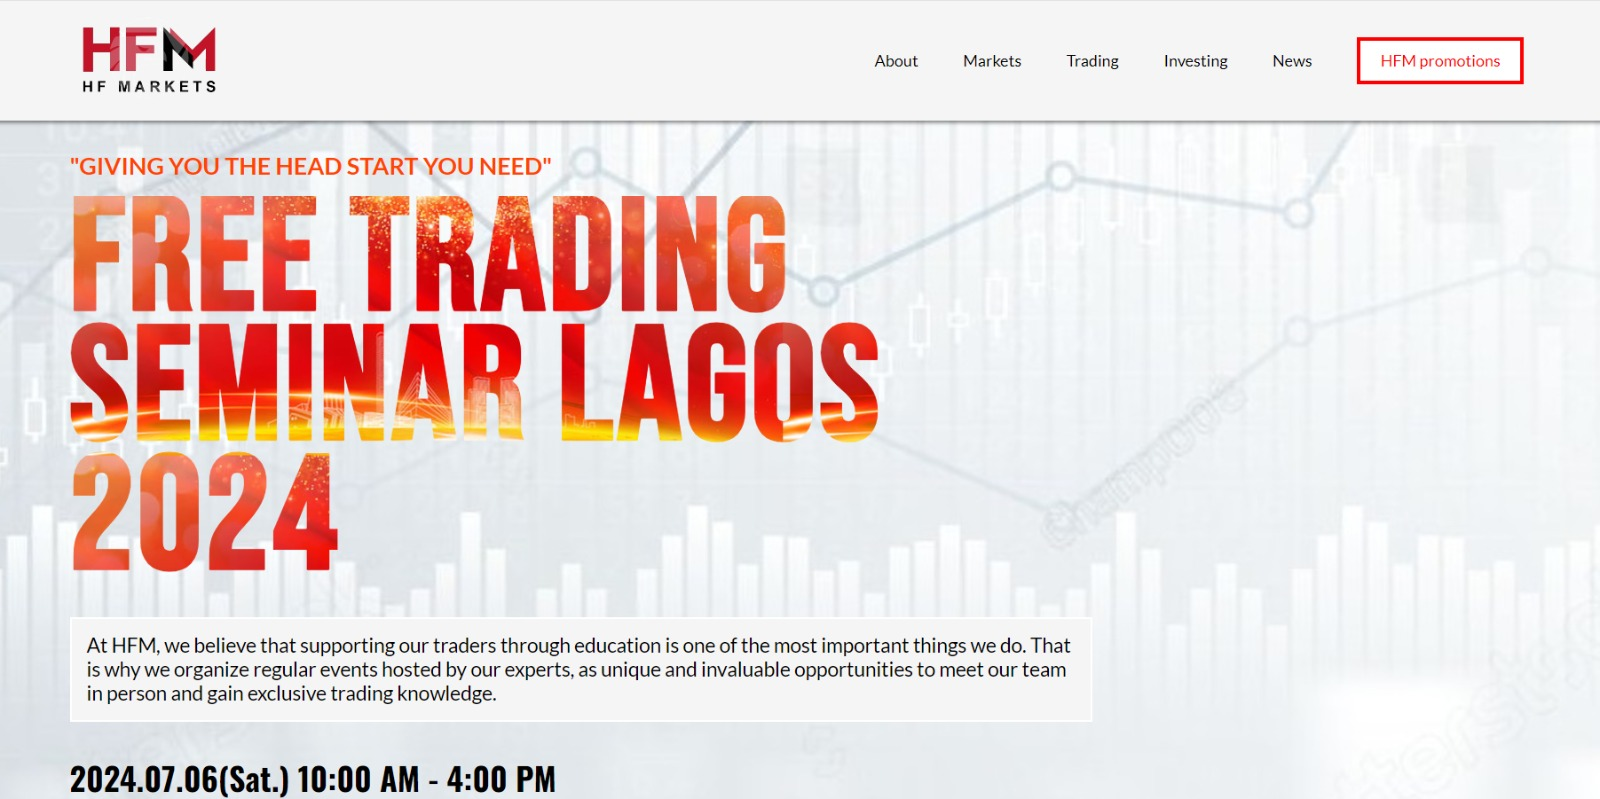 HFM
HF MARKETS
About Markets Trading Investing News HFM promotions
"GIVING YOU THE HEAD START YOU NEED"
FREE TRADING
SEMINAR LAGOS
2024
At HFM, we believe that supporting our traders through education is one of the most important things we do. That
is why we organize regular events hosted by our experts, as unique and invaluable opportunities to meet our team
in person and gain exclusive trading knowledge.
2024.07.06(Sat.) 10:00 AM - 4:00 PM